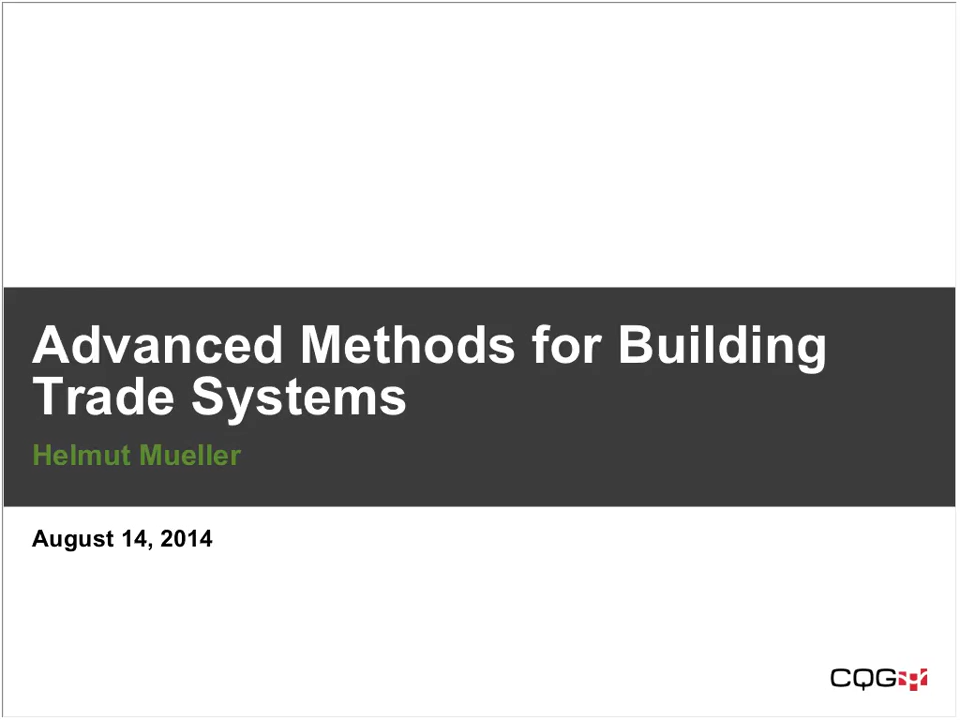 Advanced Methods for Building
Trade Systems
Helmut Mueller
August 14, 2014
CQG